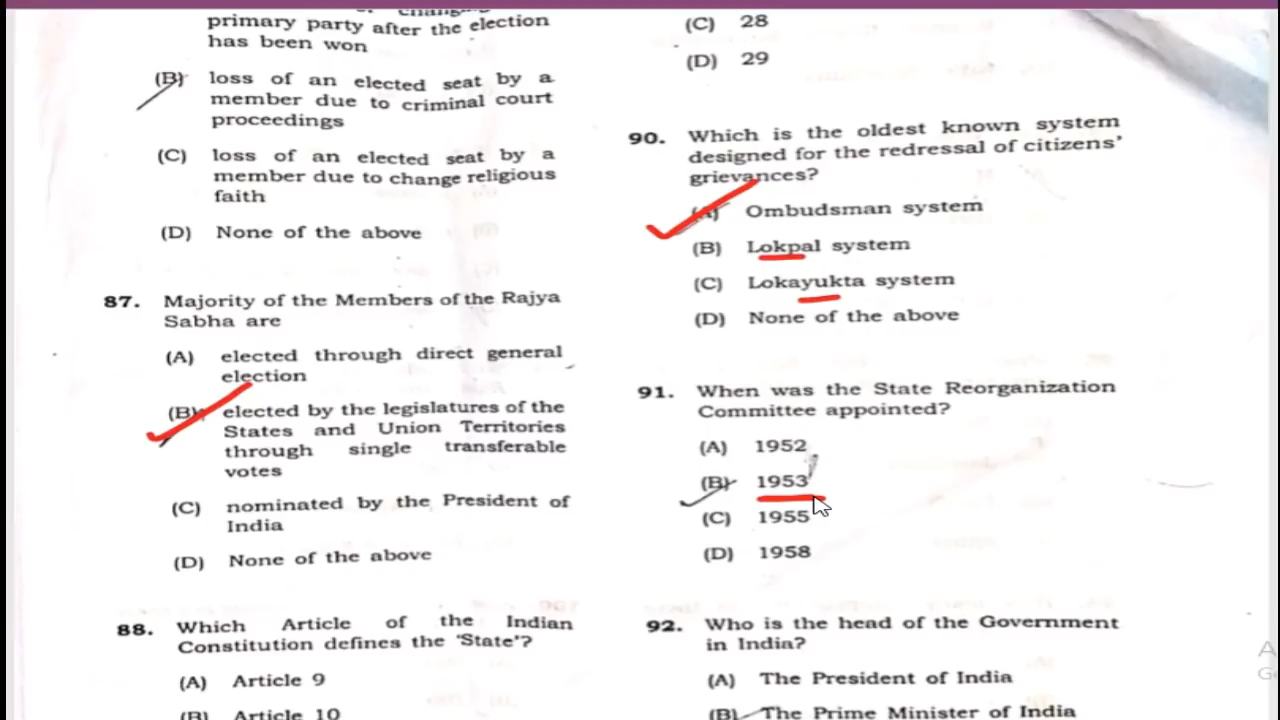 primary party after the election
has been won
(B) loss of an elected seat by a
member due to criminal court
proceedings
(C) loss of an elected seat by a
member due to change religious
faith
(D) None of the above
87. Majority of the Members of the Rajya
Sabha are
(A) elected through direct general
election
(B) elected by the legislatures of the
States and Union Territories
through single transferable
votes
(C) nominated by the President of
India
(D) None of the above
88. Which Article of the Indian
Constitution defines the 'State'?
(A) Article 9
(B) Article 10
(C) 28
(D) 29
90. Which is the oldest known system
designed for the redressal of citizens'
grievances?
(A) Ombudsman system
(B) Lokpal system
(C) Lokayukta system
(D) None of the above
91. When was the State Reorganization
Committee appointed?
(A) 1952
(B) 1953
(C) 1955
(D) 1958
92. Who is the head of the Government
in India?
(A) The President of India
(B) The Prime Minister of India